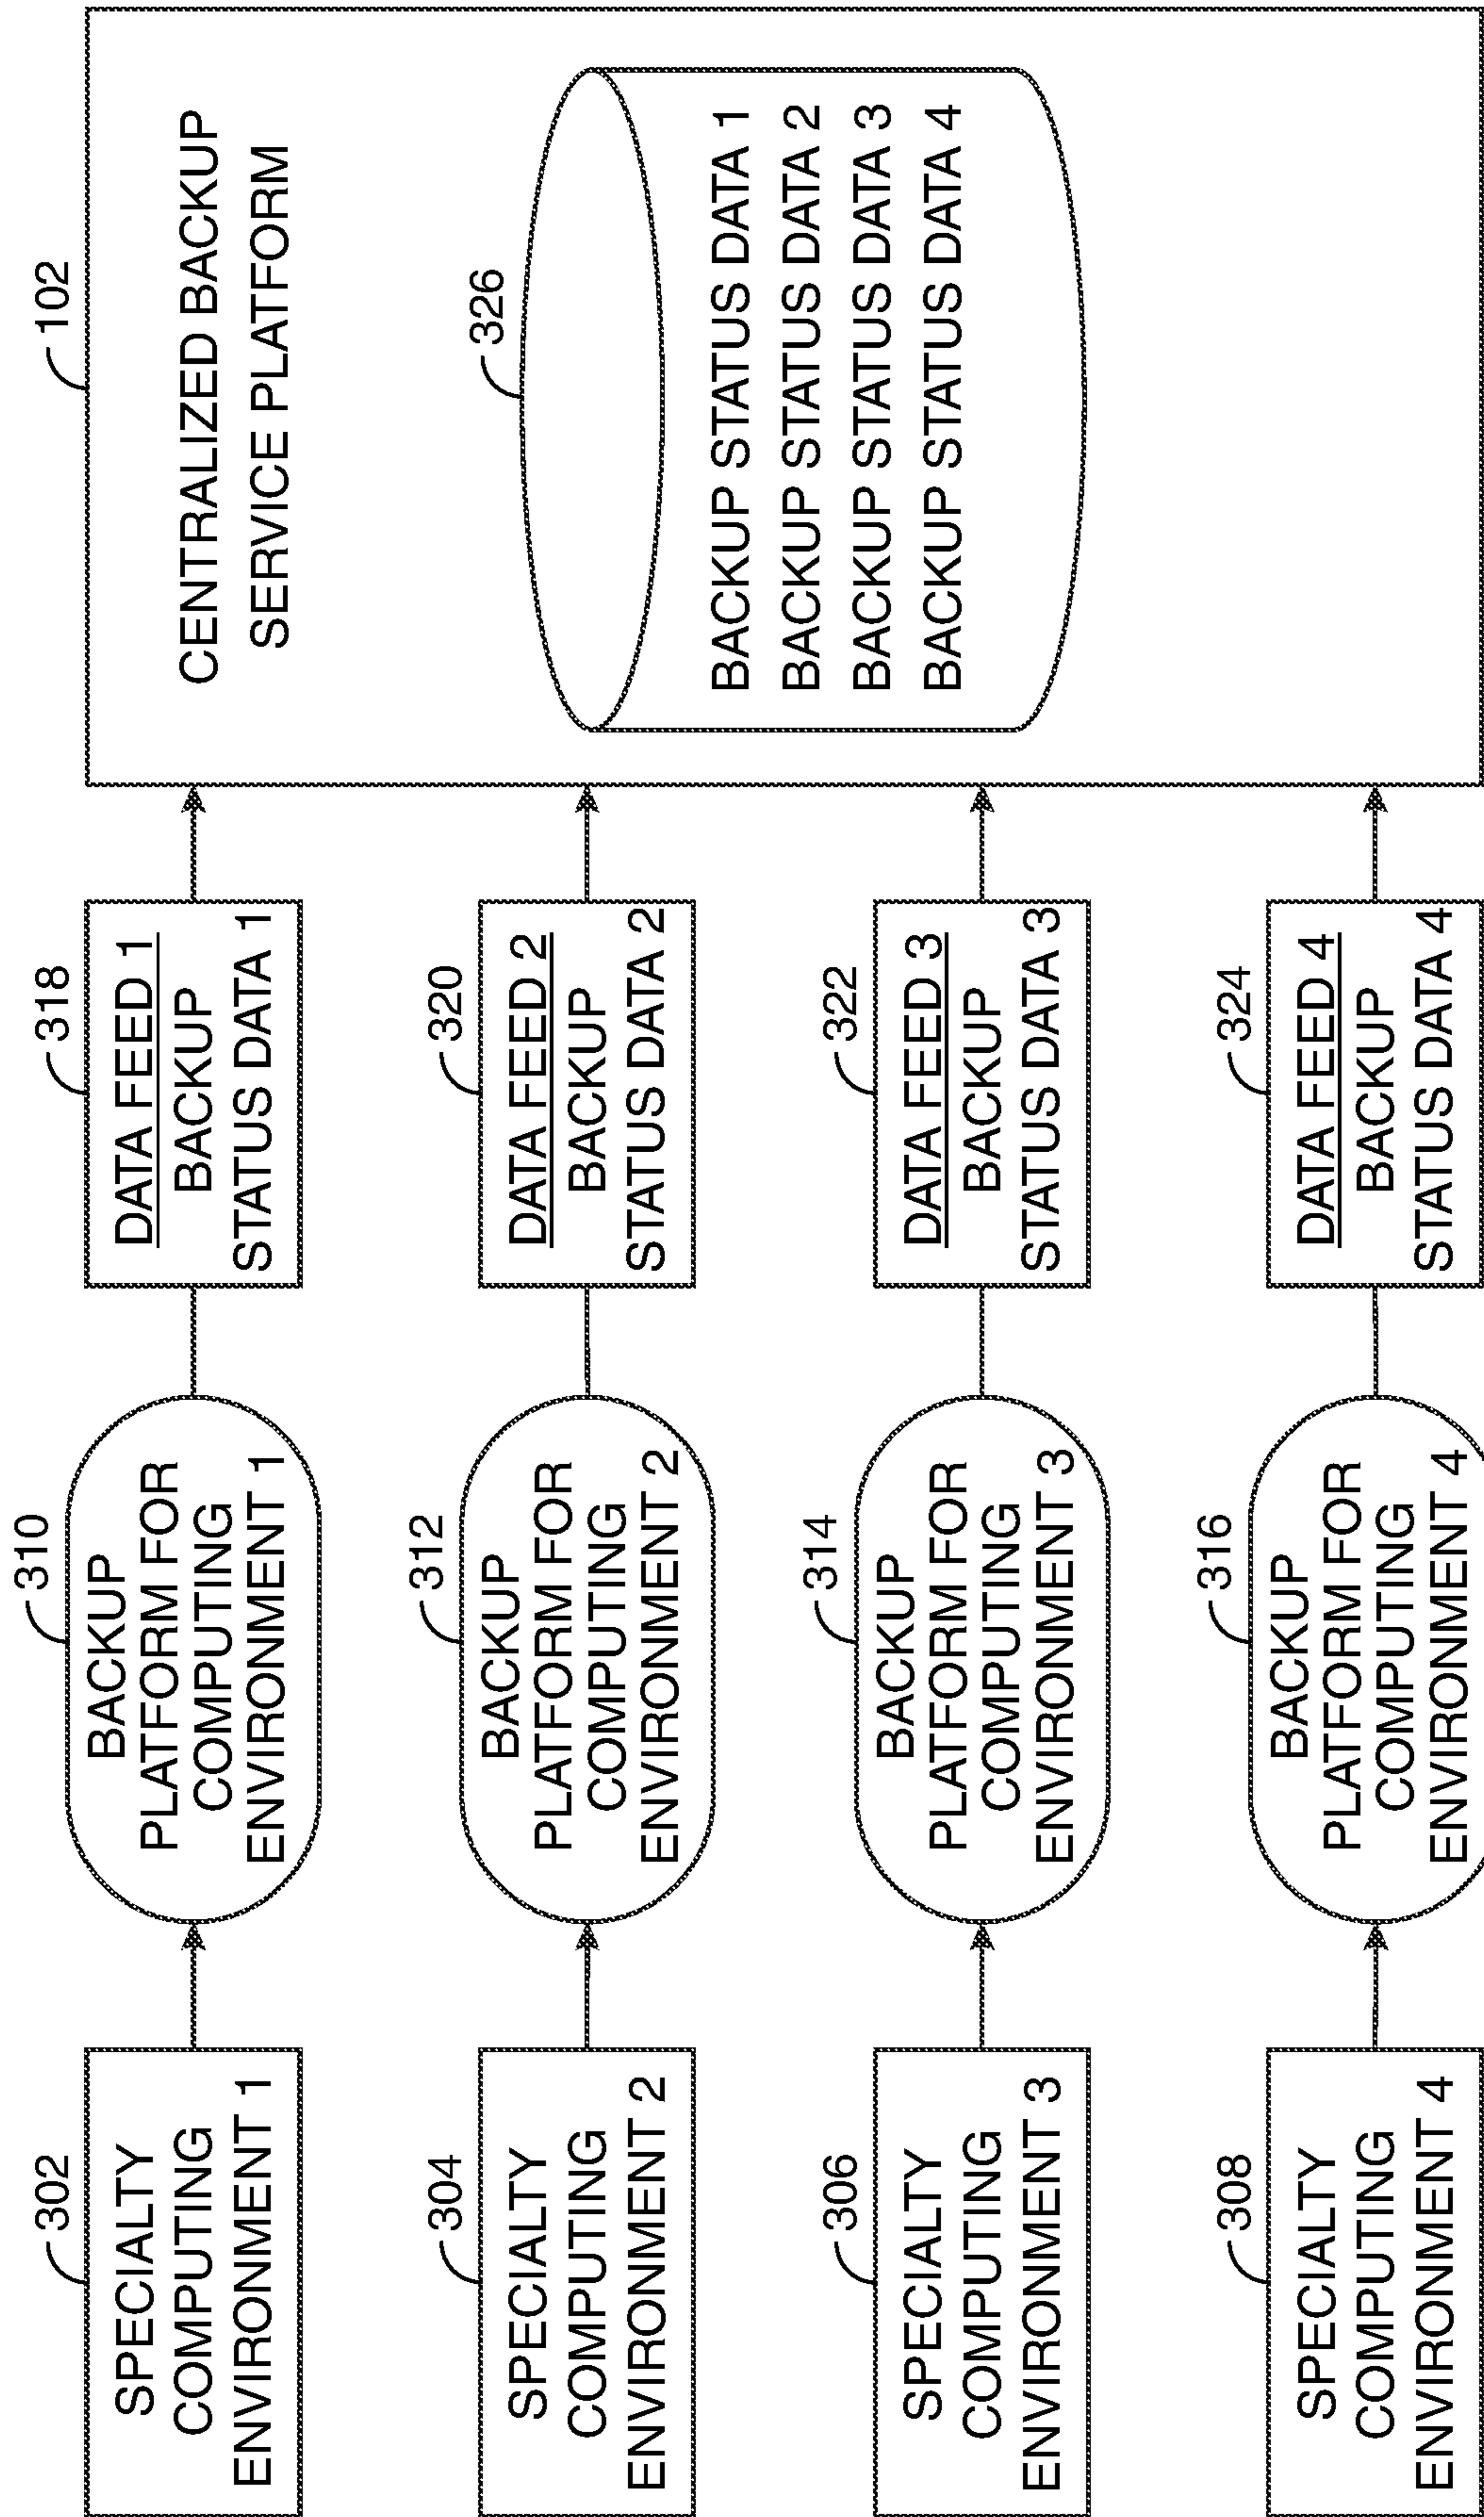 302
SPECIALTY
COMPUTING
ENVIRONMENT 1
310
BACKUP
PLATFORM FOR
COMPUTING
ENVIRONMENT 1
318
DATA FEED 1
BACKUP
STATUS DATA 1
304
SPECIALTY
COMPUTING
ENVIRONMENT 2
312
BACKUP
PLATFORM FOR
COMPUTING
ENVIRONMENT 2
320
DATA FEED 2
BACKUP
STATUS DATA 2
306
SPECIALTY
COMPUTING
ENVIRONMENT 3
314
BACKUP
PLATFORM FOR
COMPUTING
ENVIRONMENT 3
322
DATA FEED 3
BACKUP
STATUS DATA 3
308
SPECIALTY
COMPUTING
ENVIRONMENT 4
316
BACKUP
PLATFORM FOR
COMPUTING
ENVIRONMENT 4
324
DATA FEED 4
BACKUP
STATUS DATA 4
102
CENTRALIZED BACKUP
SERVICE PLATFORM
326
BACKUP STATUS DATA 1
BACKUP STATUS DATA 2
BACKUP STATUS DATA 3
BACKUP STATUS DATA 4